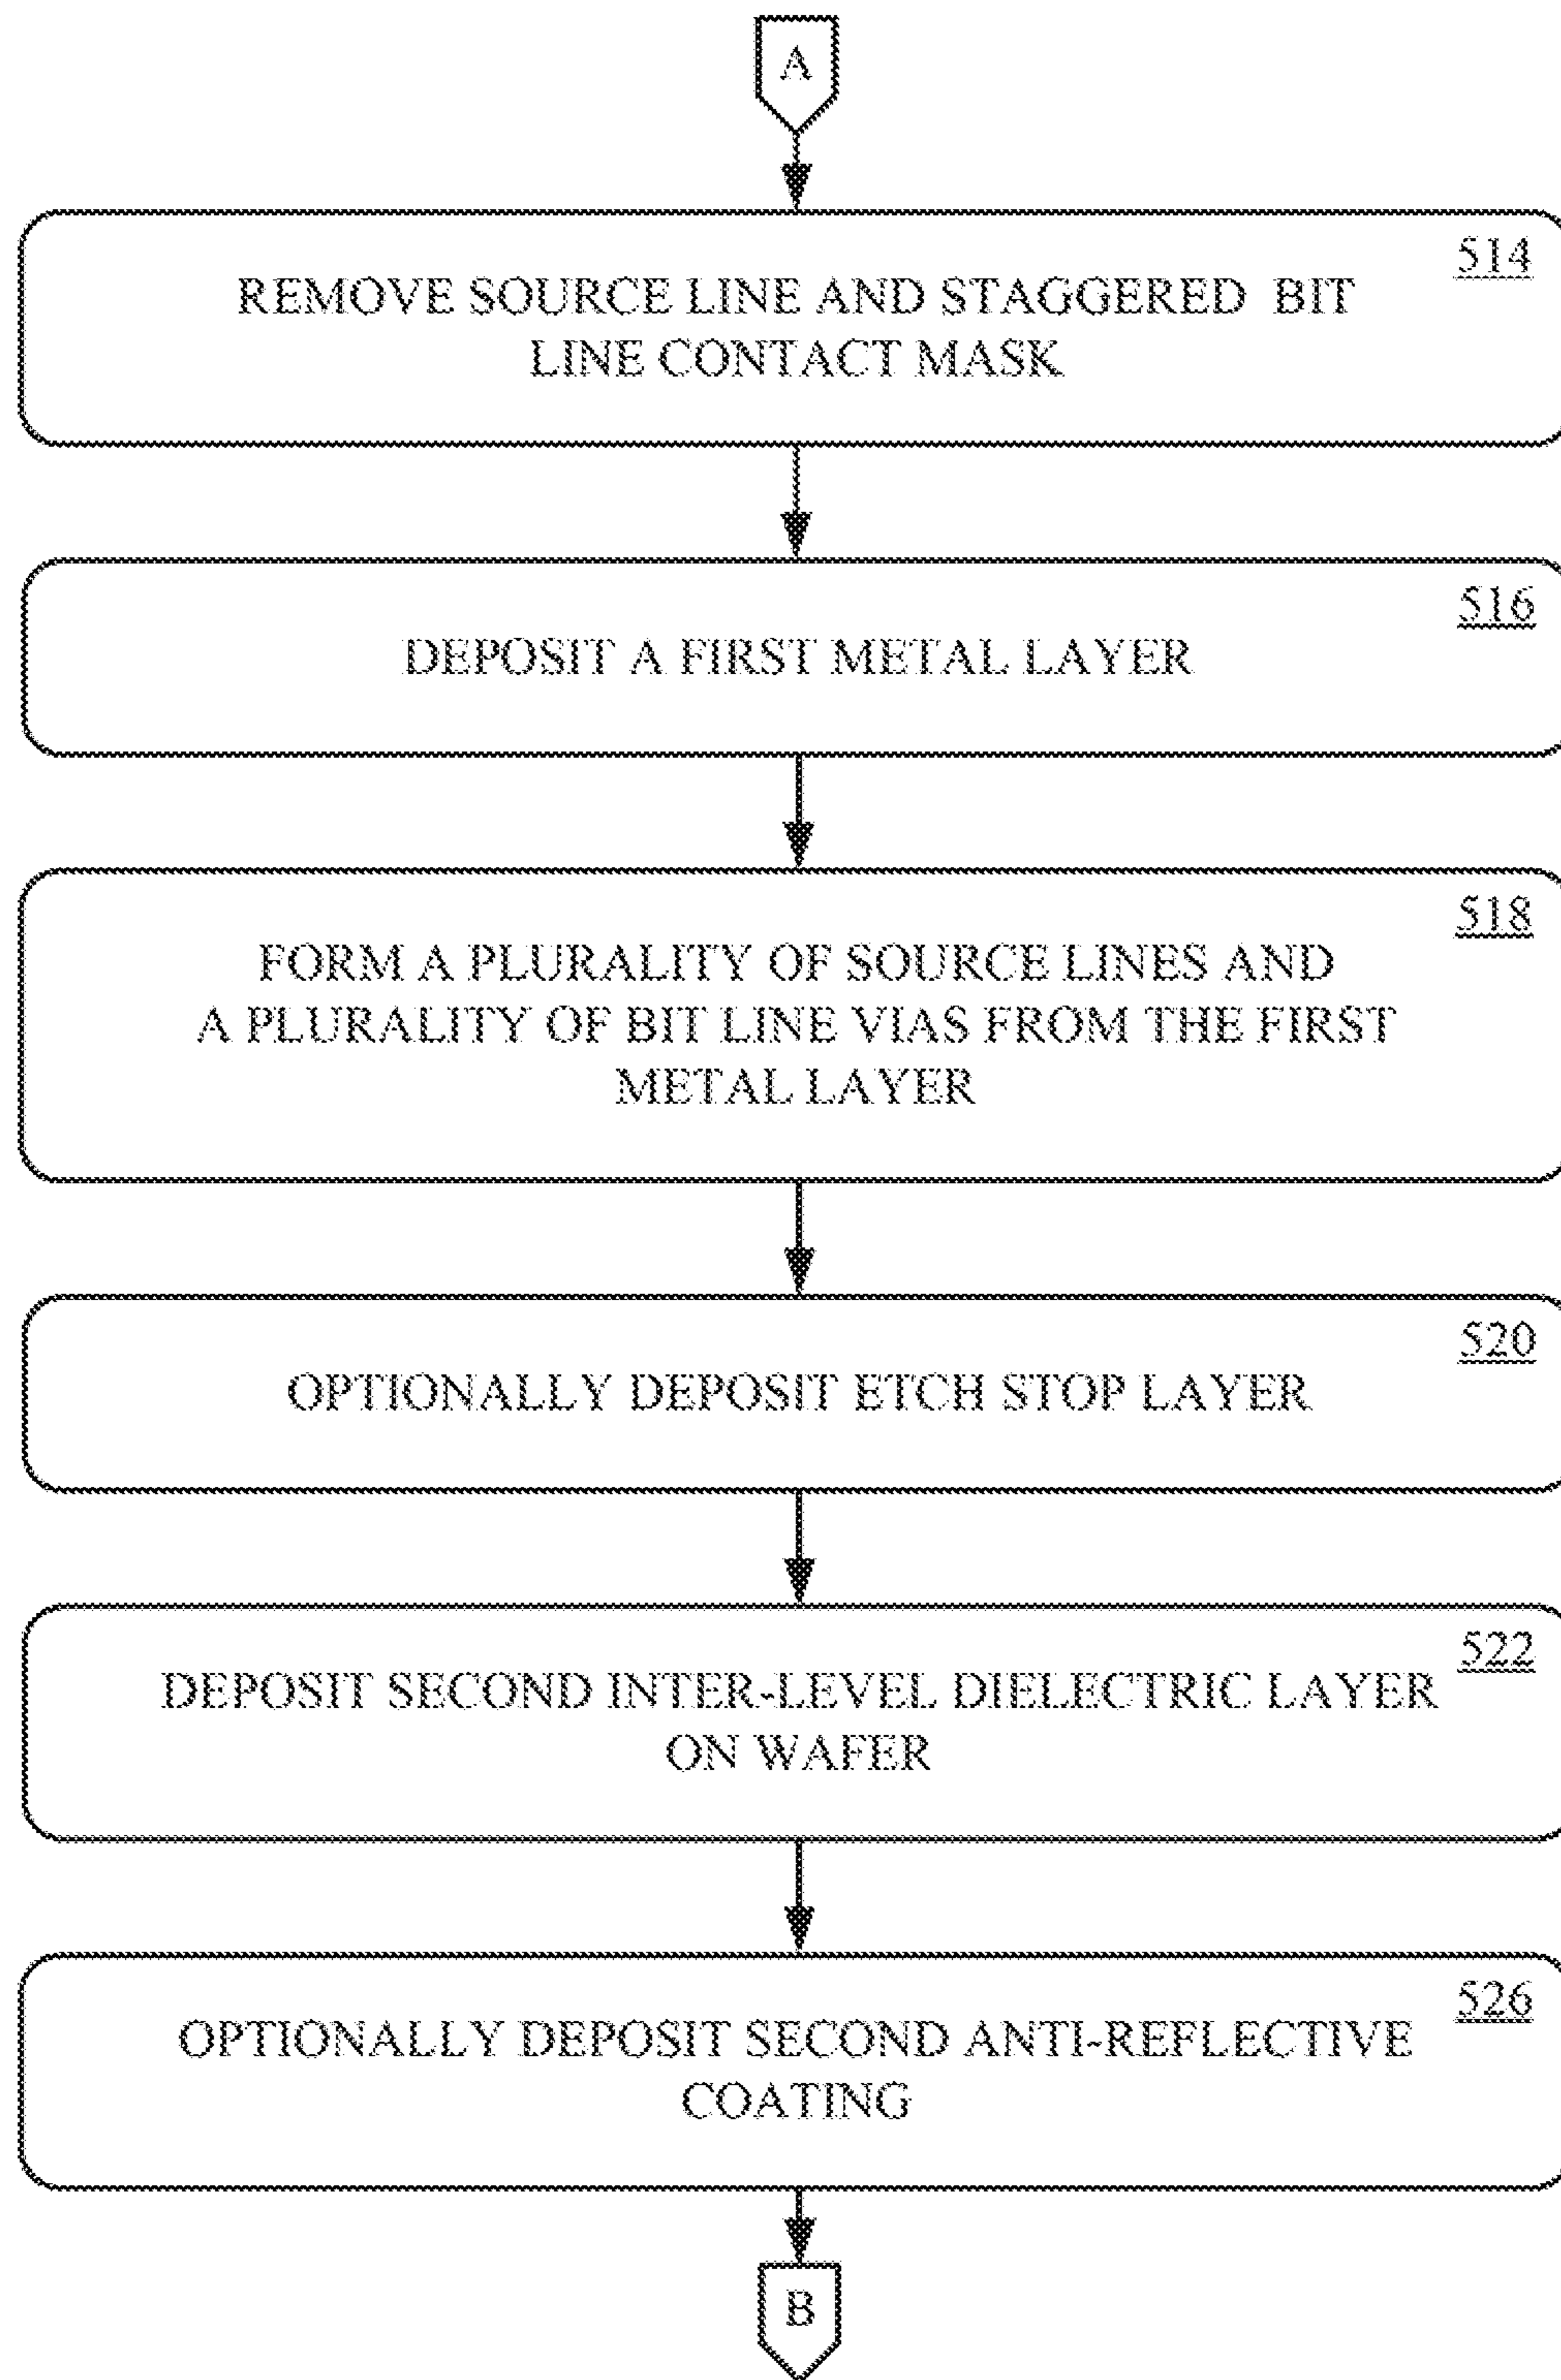 A
514
REMOVE SOURCE LINE AND STAGGERED BIT
LINE CONTACT MASK
516
DEPOSIT A FIRST METAL LAYER
518
FORM A PLURALITY OF SOURCE LINES AND
A PLURALITY OF BIT LINE VIAS FROM THE FIRST
METAL LAYER
520
OPTIONALLY DEPOSIT ETCH STOP LAYER
522
DEPOSIT SECOND INTER-LEVEL DIELECTRIC LAYER
ON WAFER
526
OPTIONALLY DEPOSIT SECOND ANTI-REFLECTIVE
COATING
B